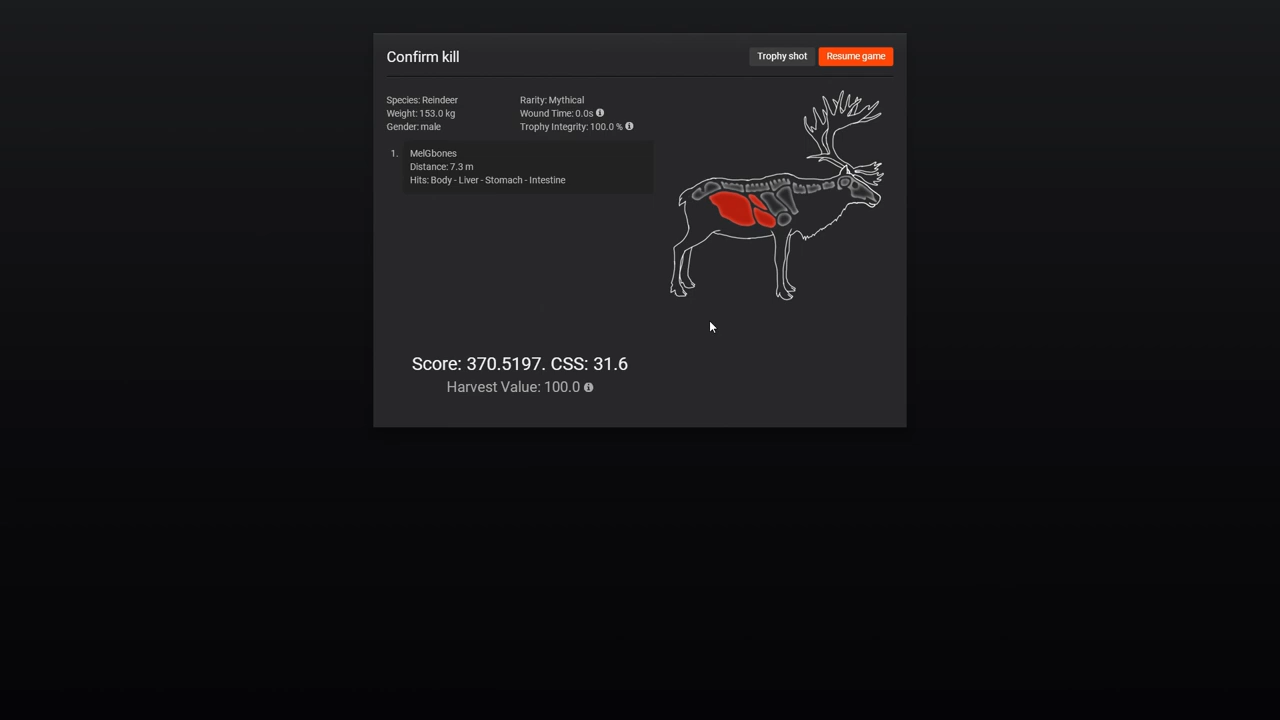 Confirm kill
Trophy shot
Resume game
Species: Reindeer
Weight: 153.0 kg
Gender: male
Rarity: Mythical
Wound Time: 0.0s
Trophy Integrity: 100.0 %
1. MelGbones
Distance: 7.3 m
Hits: Body - Liver - Stomach - Intestine
Score: 370.5197. CSS: 31.6
Harvest Value: 100.0